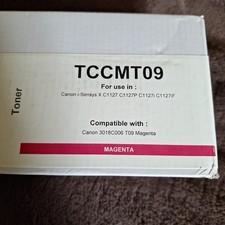 Toner
TCCMT09
For use in :
Canon i-Sensys X C1127 C1127P C1127i C1127iF
Compatible with :
Canon 3018C006 T09 Magenta
MAGENTA